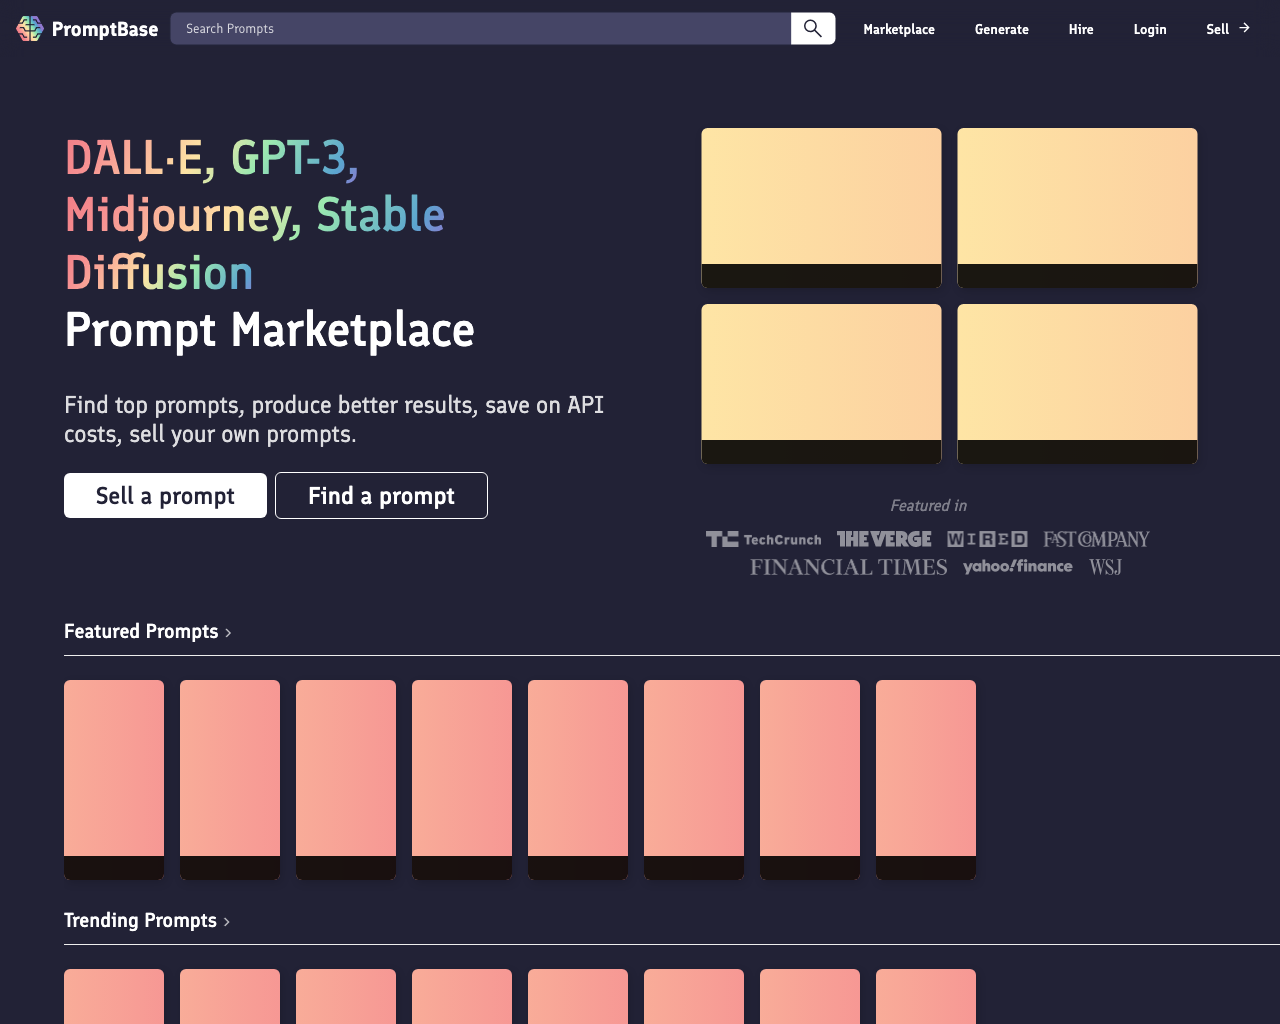 PromptBase
Search Prompts
Marketplace
Generate
Hire
Login
Sell
DALL·E, GPT-3,
Midjourney, Stable
Diffusion
Prompt Marketplace
Find top prompts, produce better results, save on API
costs, sell your own prompts.
Sell a prompt
Find a prompt
Featured in
TC TechCrunch
THE VERGE
WIRED
FAST COMPANY
FINANCIAL TIMES
yahoo!finance
WSJ
Featured Prompts
Trending Prompts